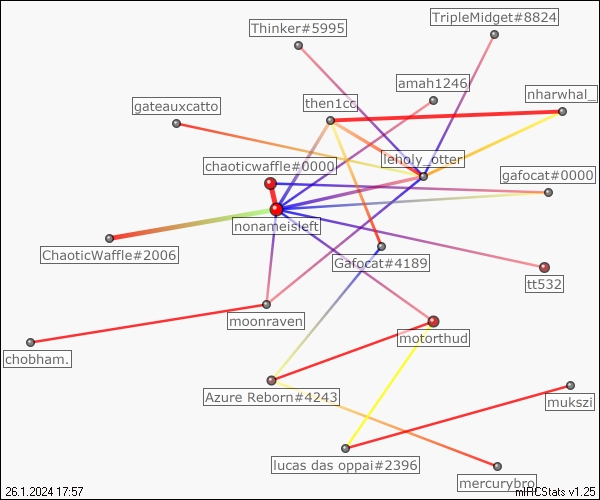 TripleMidget#8824
Thinker#5995
amah1246
nharwhal_
then1cc
gateauxcatto
leholy_otter
chaoticwaffle#0000
gafocat#0000
nonameisleft
ChaoticWaffle#2006
Gafocat#4189
tt532
moonraven
motorthud
chobham.
Azure Reborn#4243
mukszi
lucas das oppai#2396
mercurybro
26.1.2024 17:57
mIRCStats v1.25